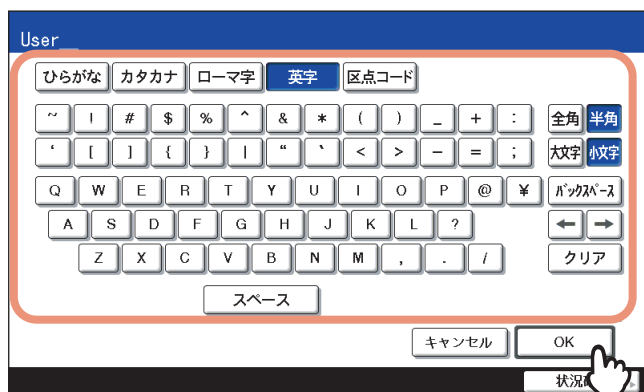 User_
ひらがな カタカナ ローマ字 英字 区点コード
~ ! # $ % ^ & * ( ) _ + : 全角 半角
‘ [ ] { } | “ ` < > − = ; 大文字 小文字
Q W E R T Y U I O P @ ¥ バックスペース
A S D F G H J K L ? ← →
Z X C V B N M , . / クリア
スペース
キャンセル OK
状況